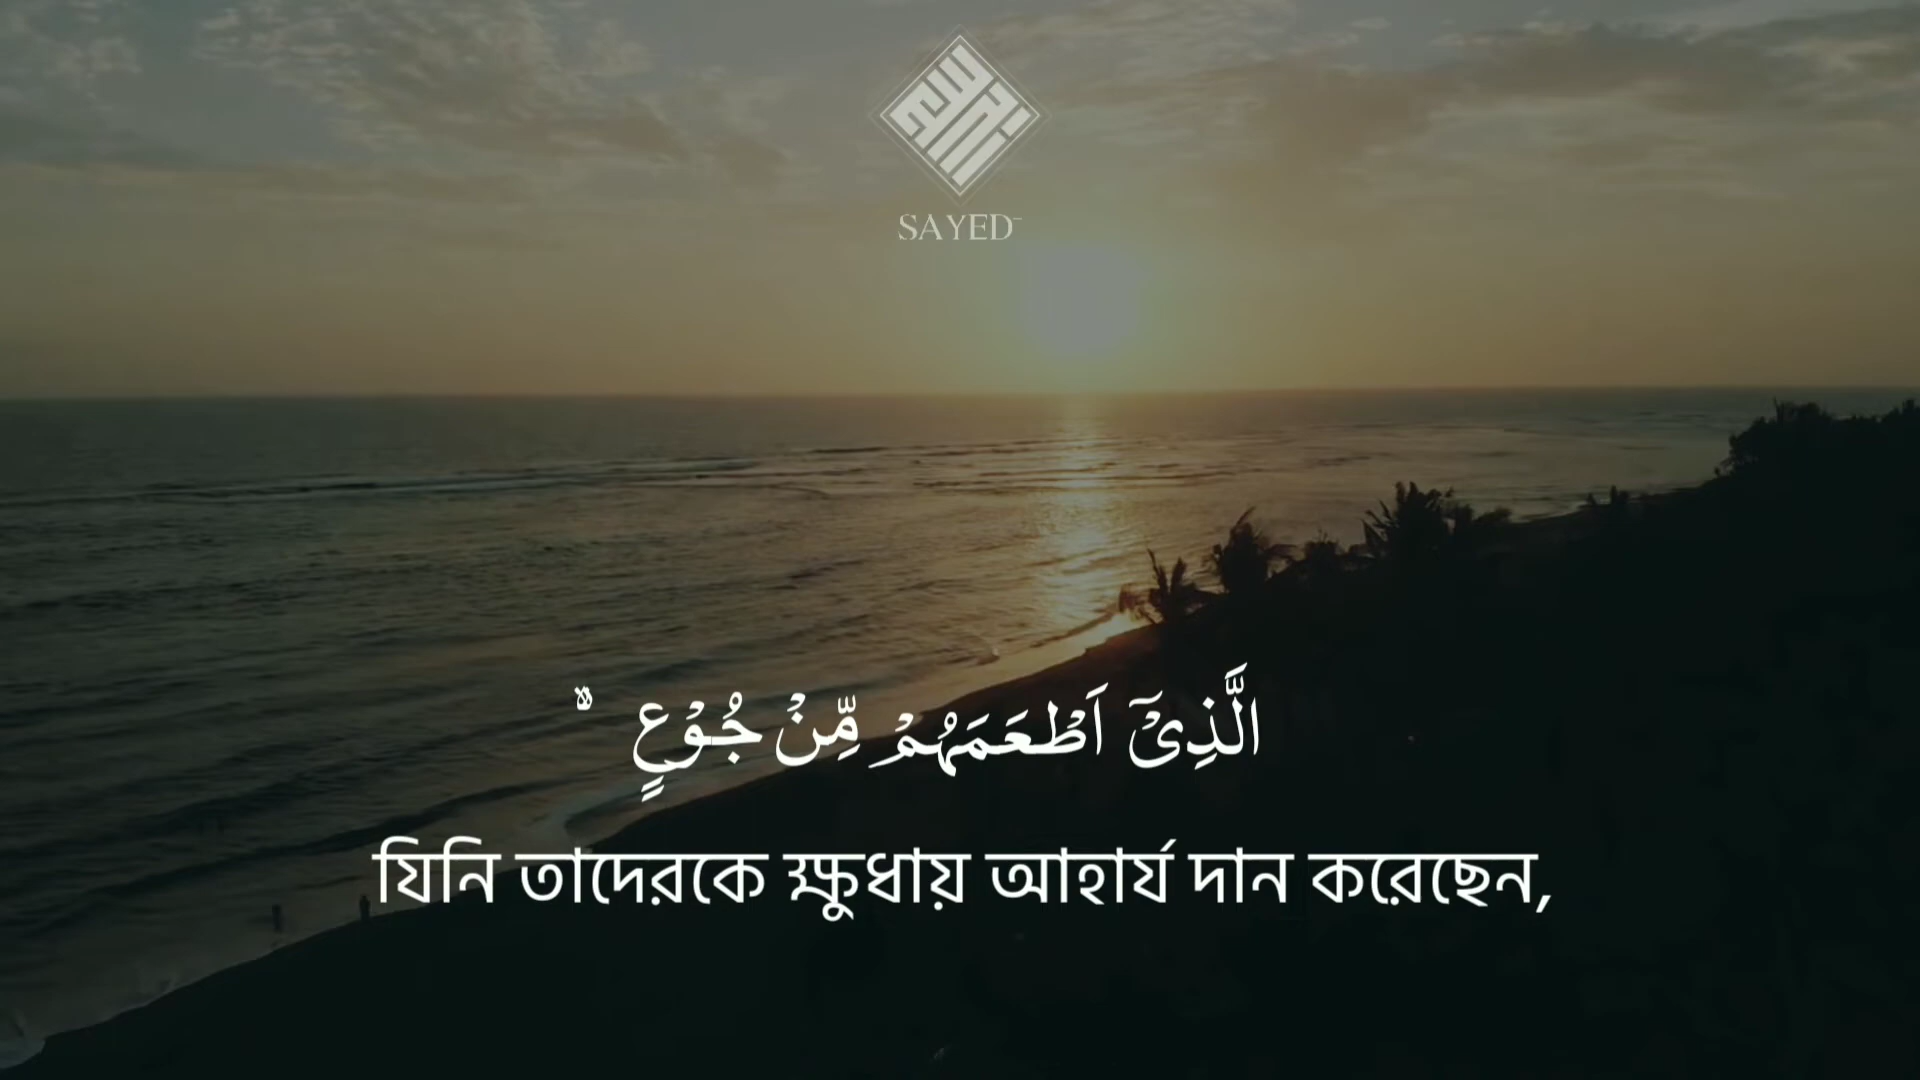 SAYED
الَّذِىْۤ اَطْعَمَهُمْ مِّنْ جُوْعٍ ۙ
যিনি তাদেরকে ক্ষুধায় আহার্য দান করেছেন,